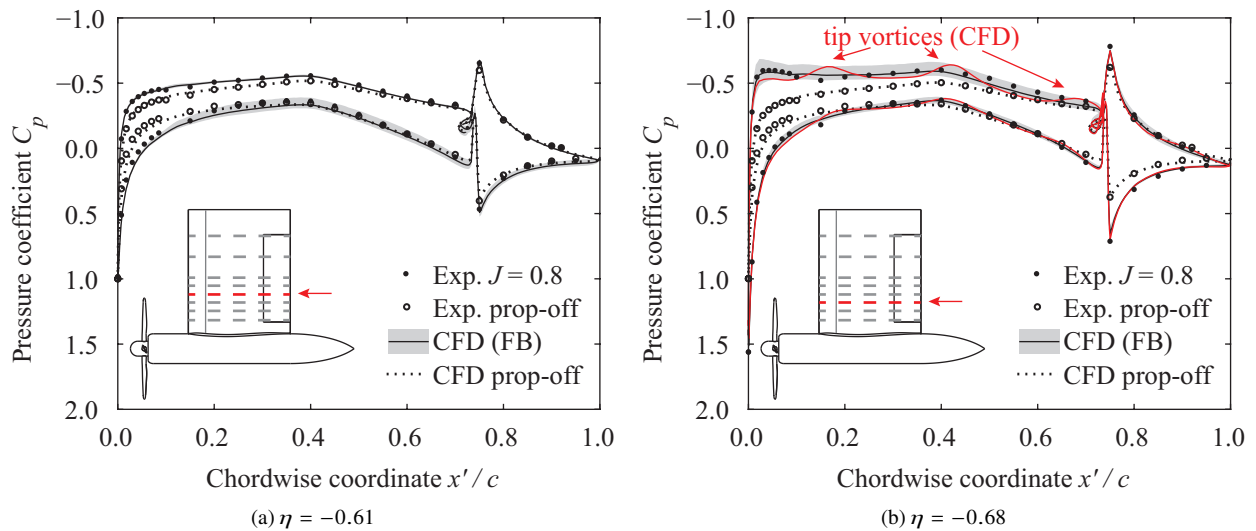 −1.0
−0.5
0.0
0.5
1.0
1.5
2.0
Pressure coefficient C_p
Exp. J = 0.8
Exp. prop-off
CFD (FB)
CFD prop-off
0.0 0.2 0.4 0.6 0.8 1.0
Chordwise coordinate x′ / c
(a) η = −0.61
−1.0
−0.5
0.0
0.5
1.0
1.5
2.0
Pressure coefficient C_p
tip vortices (CFD)
Exp. J = 0.8
Exp. prop-off
CFD (FB)
CFD prop-off
0.0 0.2 0.4 0.6 0.8 1.0
Chordwise coordinate x′ / c
(b) η = −0.68